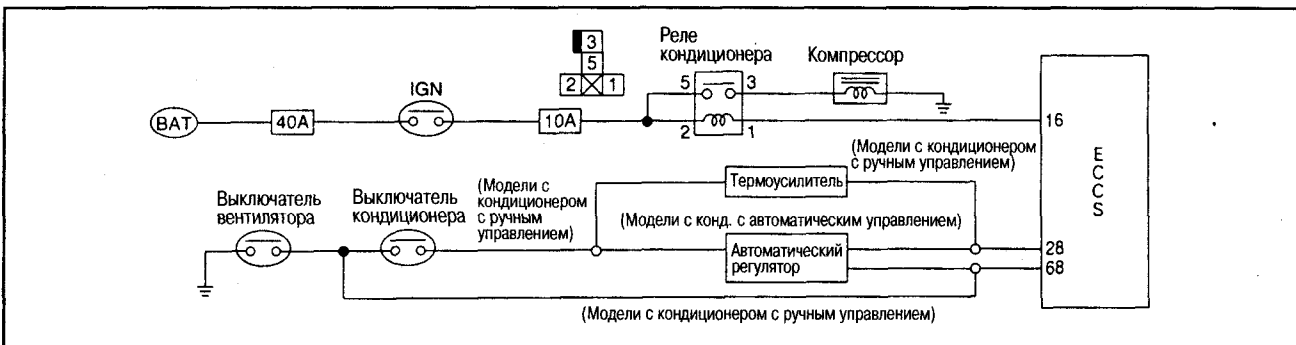 3
5
2 1
Реле
кондиционера
Компрессор
IGN
5 3
BAT
40A
10A
2 1
16
(Модели с кондиционером
с ручным управлением)
ECCS
Термоусилитель
Выключатель
вентилятора
Выключатель
кондиционера
(Модели с
кондиционером
с ручным
управлением)
(Модели с конд. с автоматическим управлением)
Автоматический
регулятор
28
68
(Модели с кондиционером с ручным управлением)